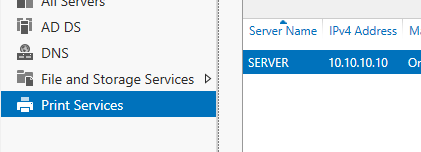 All Servers
AD DS
DNS
File and Storage Services
Print Services
Server Name IPv4 Address
SERVER 10.10.10.10